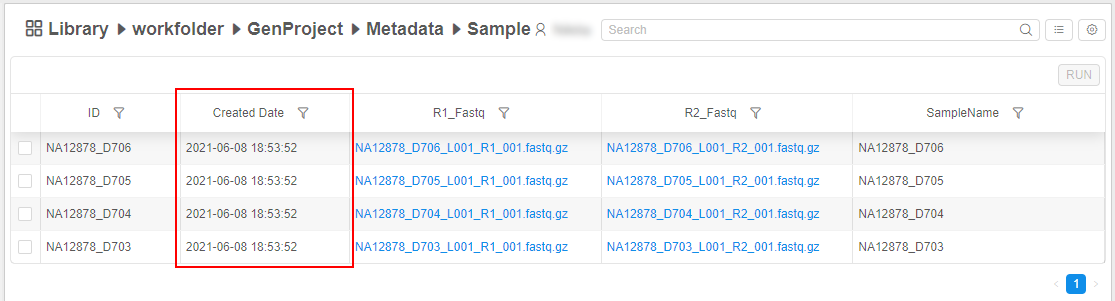 Library workfolder GenProject Metadata Sample Search
RUN
ID Created Date R1_Fastq R2_Fastq SampleName
NA12878_D706 2021-06-08 18:53:52 NA12878_D706_L001_R1_001.fastq.gz NA12878_D706_L001_R2_001.fastq.gz NA12878_D706
NA12878_D705 2021-06-08 18:53:52 NA12878_D705_L001_R1_001.fastq.gz NA12878_D705_L001_R2_001.fastq.gz NA12878_D705
NA12878_D704 2021-06-08 18:53:52 NA12878_D704_L001_R1_001.fastq.gz NA12878_D704_L001_R2_001.fastq.gz NA12878_D704
NA12878_D703 2021-06-08 18:53:52 NA12878_D703_L001_R1_001.fastq.gz NA12878_D703_L001_R2_001.fastq.gz NA12878_D703
1